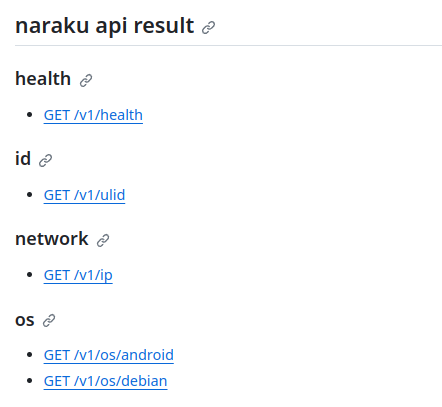 naraku api result
health
GET /v1/health
id
GET /v1/ulid
network
GET /v1/ip
os
GET /v1/os/android
GET /v1/os/debian